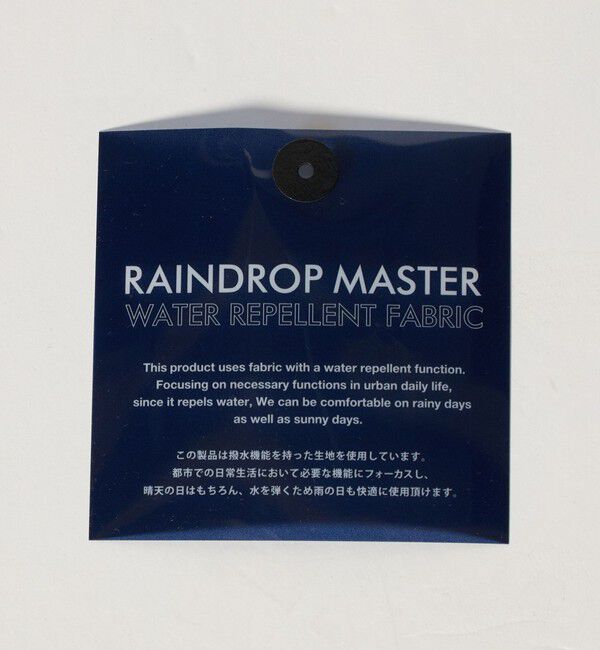 RAINDROP MASTER
WATER REPELLENT FABRIC
This product uses fabric with a water repellent function.
Focusing on necessary functions in urban daily life,
since it repels water, We can be comfortable on rainy days
as well as sunny days.
この製品は撥水機能を持った生地を使用しています。
都市での日常生活において必要な機能にフォーカスし、
晴天の日はもちろん、水を弾くため雨の日も快適に使用頂けます。